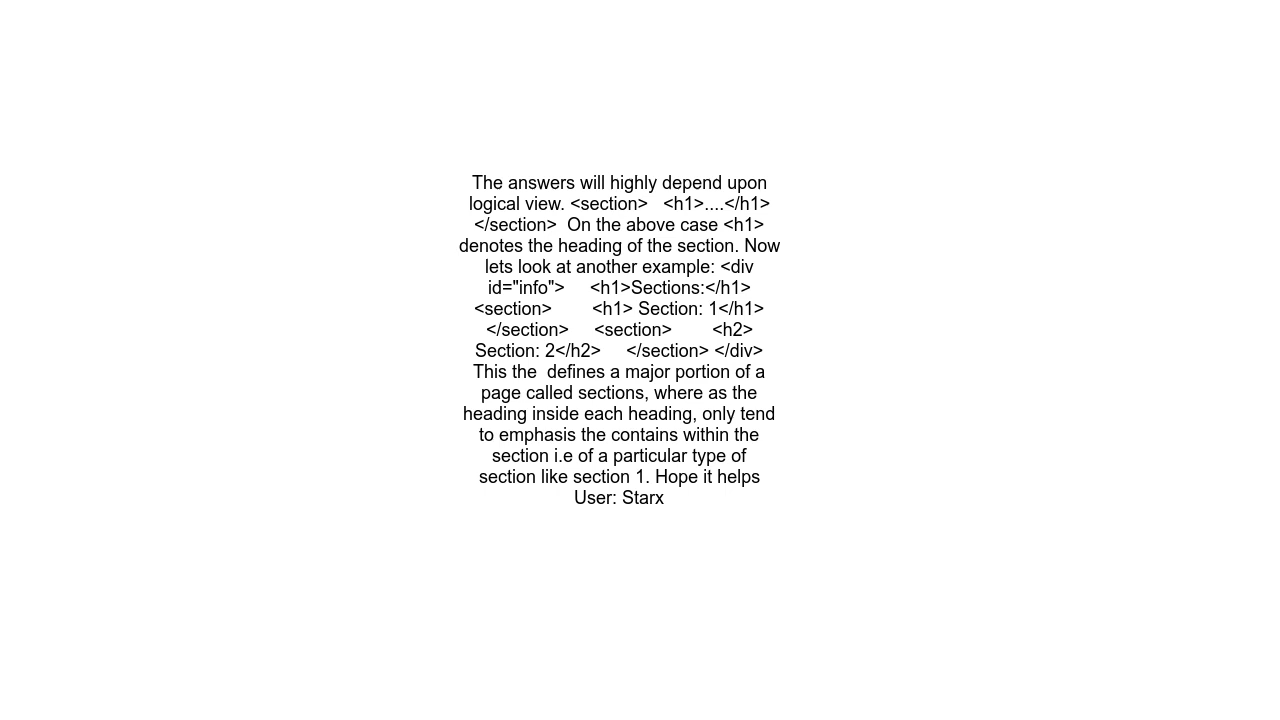 The answers will highly depend upon
logical view. <section>   <h1>....</h1>
</section>  On the above case <h1>
denotes the heading of the section. Now
lets look at another example: <div
id="info">     <h1>Sections:</h1>
<section>        <h1> Section: 1</h1>
</section>     <section>        <h2>
Section: 2</h2>     </section> </div>
This the  defines a major portion of a
page called sections, where as the
heading inside each heading, only tend
to emphasis the contains within the
section i.e of a particular type of
section like section 1. Hope it helps
User: Starx